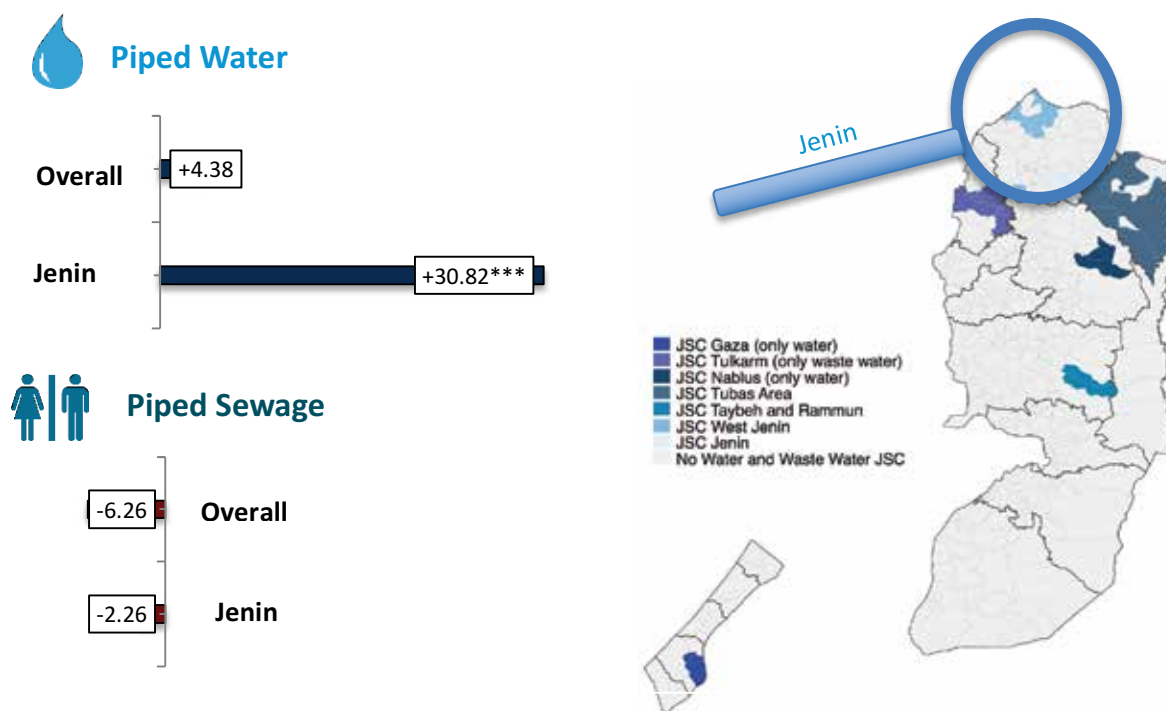 Piped Water
Overall
+4.38
Jenin
+30.82***
Piped Sewage
-6.26
Overall
-2.26
Jenin
Jenin
JSC Gaza (only water)
JSC Tulkarm (only waste water)
JSC Nablus (only water)
JSC Tubas Area
JSC Taybeh and Rammun
JSC West Jenin
JSC Jenin
No Water and Waste Water JSC